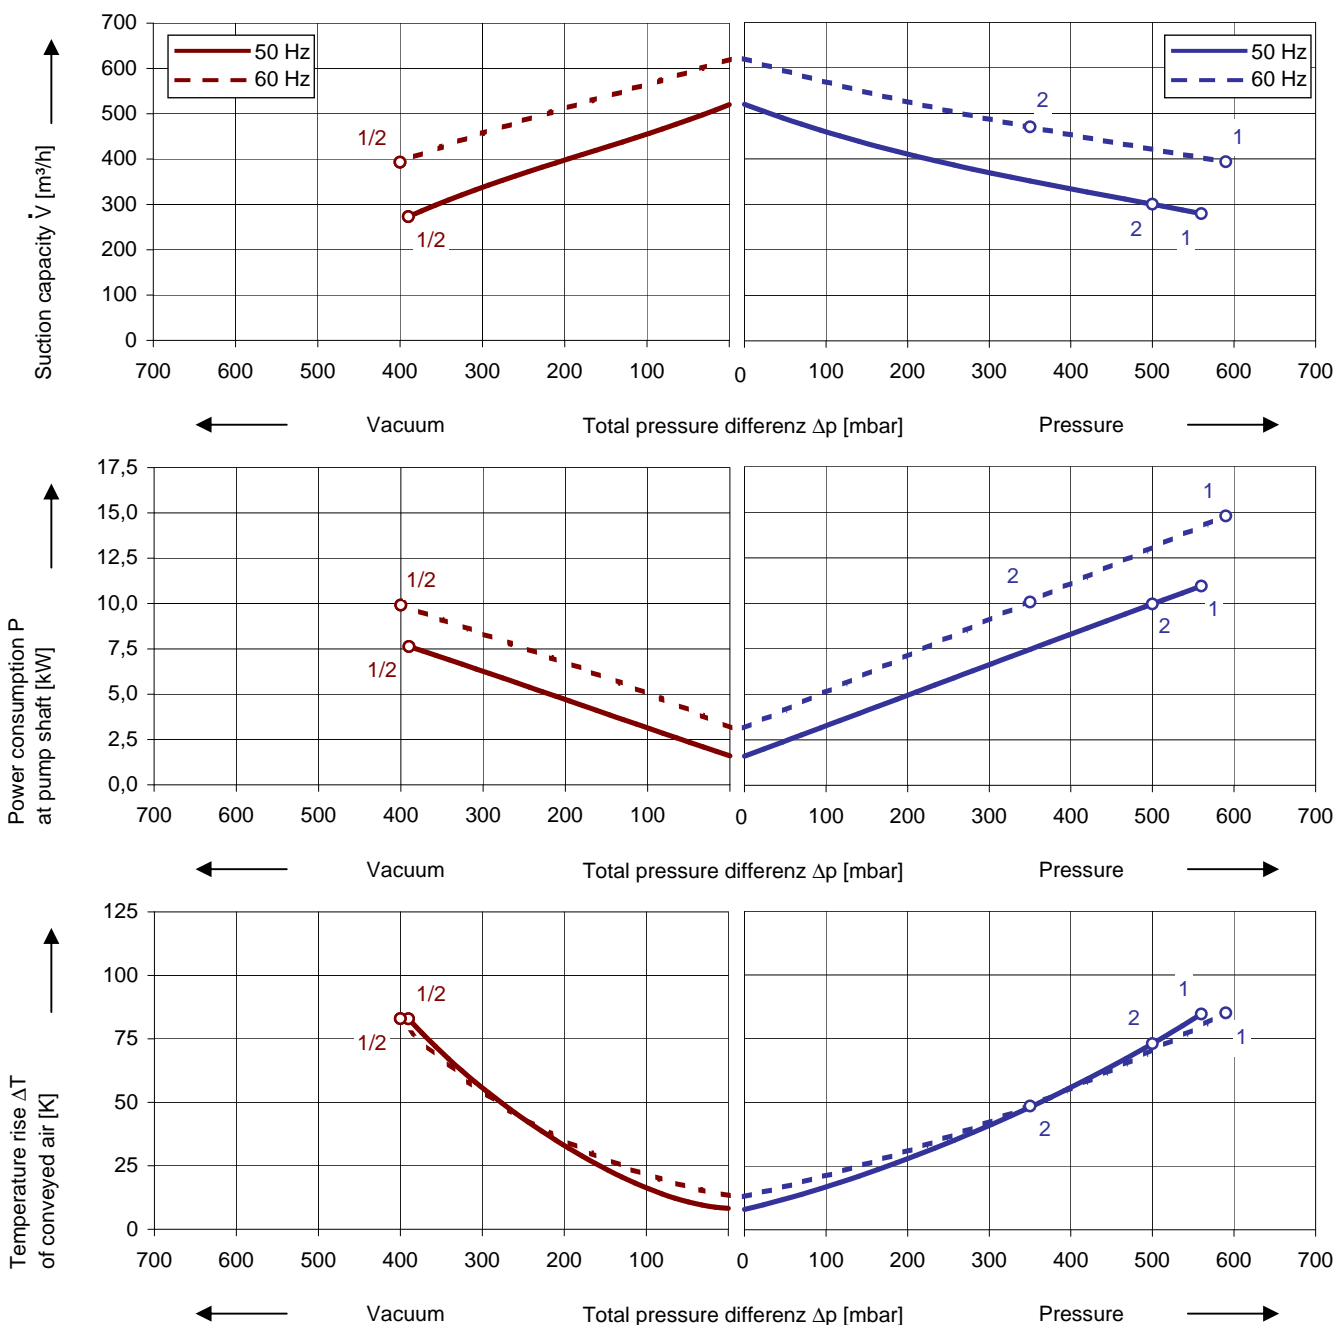 700
600
500
400
300
200
100
0
Suction capacity V̇ [m³/h]
50 Hz
60 Hz
50 Hz
60 Hz
1/2
1/2
2
1
2
1
700 600 500 400 300 200 100 0 100 200 300 400 500 600 700
Vacuum Total pressure differenz Δp [mbar] Pressure
17,5
15,0
12,5
10,0
7,5
5,0
2,5
0,0
Power consumption P
at pump shaft [kW]
1/2
1/2
1
2
1
2
700 600 500 400 300 200 100 0 100 200 300 400 500 600 700
Vacuum Total pressure differenz Δp [mbar] Pressure
125
100
75
50
25
0
Temperature rise ΔT
of conveyed air [K]
1/2
1/2
1
2
1
2
700 600 500 400 300 200 100 0 100 200 300 400 500 600 700
Vacuum Total pressure differenz Δp [mbar] Pressure